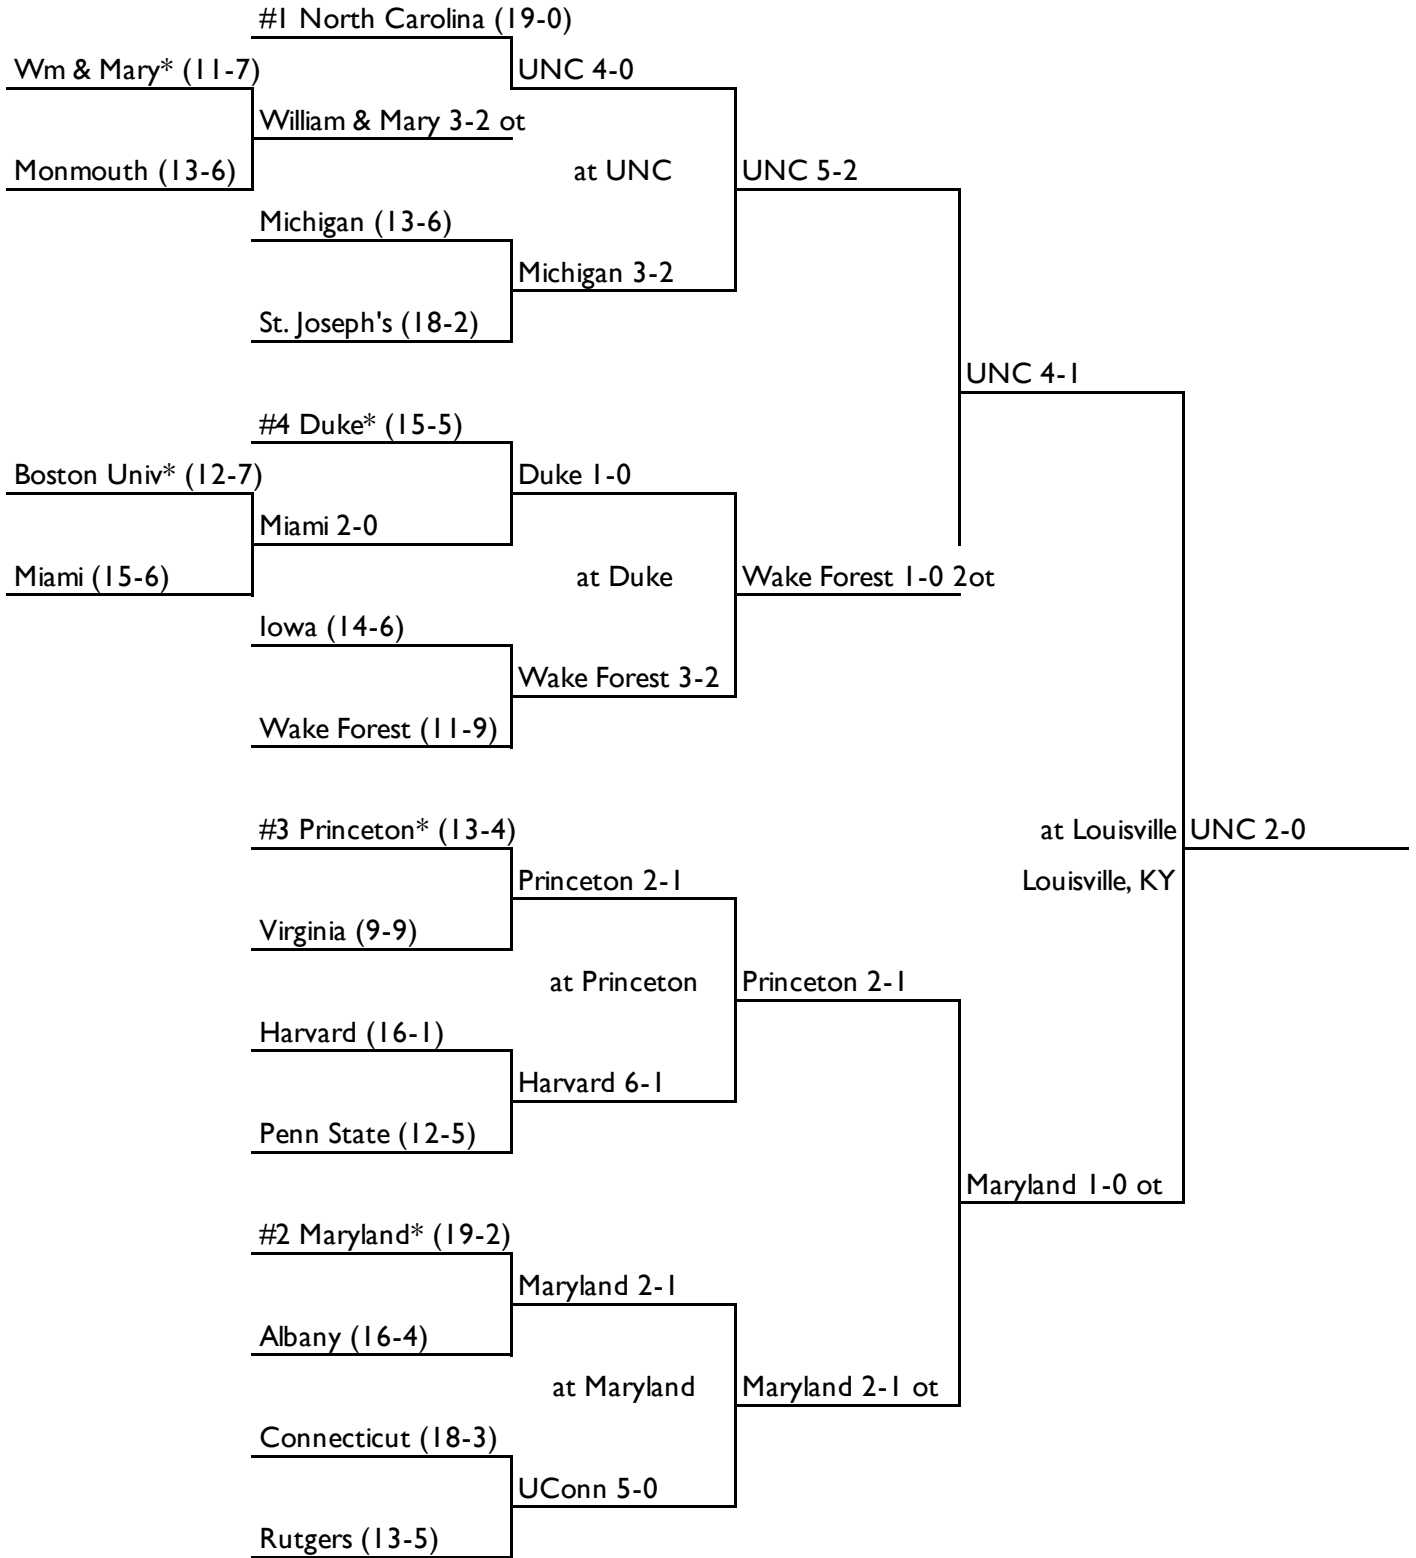 #1 North Carolina (19-0)
Wm & Mary* (11-7)
UNC 4-0
William & Mary 3-2 ot
Monmouth (13-6)
at UNC
UNC 5-2
Michigan (13-6)
Michigan 3-2
St. Joseph's (18-2)
UNC 4-1
#4 Duke* (15-5)
Boston Univ* (12-7)
Duke 1-0
Miami 2-0
Miami (15-6)
at Duke
Wake Forest 1-0 2ot
Iowa (14-6)
Wake Forest 3-2
Wake Forest (11-9)
#3 Princeton* (13-4)
at Louisville
UNC 2-0
Princeton 2-1
Louisville, KY
Virginia (9-9)
at Princeton
Princeton 2-1
Harvard (16-1)
Harvard 6-1
Penn State (12-5)
Maryland 1-0 ot
#2 Maryland* (19-2)
Maryland 2-1
Albany (16-4)
at Maryland
Maryland 2-1 ot
Connecticut (18-3)
UConn 5-0
Rutgers (13-5)